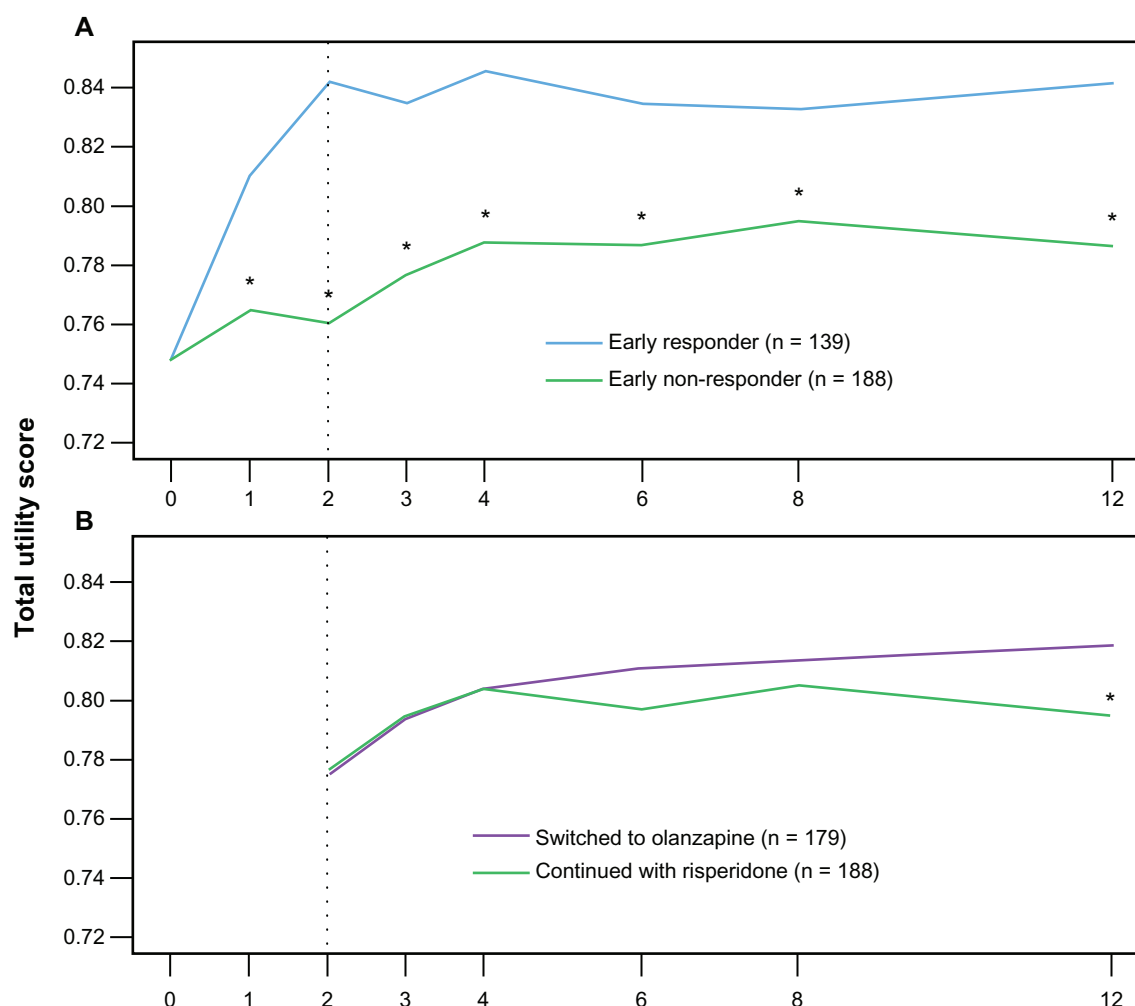 A
Total utility score
0.84
0.82
0.80
0.78
0.76
0.74
0.72
*
*
*
*
*
*
*
Early responder (n = 139)
Early non-responder (n = 188)
0 1 2 3 4 6 8 12
B
0.84
0.82
0.80
0.78
0.76
0.74
0.72
*
Switched to olanzapine (n = 179)
Continued with risperidone (n = 188)
0 1 2 3 4 6 8 12